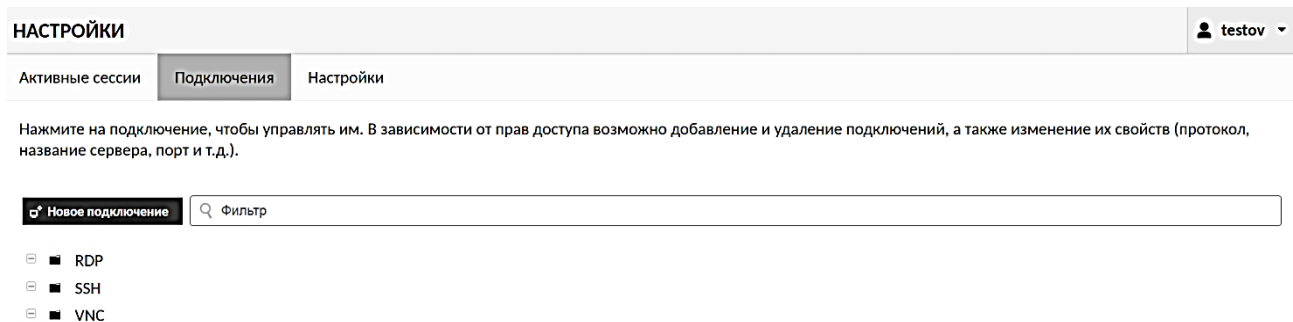 НАСТРОЙКИ
testov
Активные сессии Подключения Настройки
Нажмите на подключение, чтобы управлять им. В зависимости от прав доступа возможно добавление и удаление подключений, а также изменение их свойств (протокол,
название сервера, порт и т.д.).
Новое подключение Фильтр
RDP
SSH
VNC